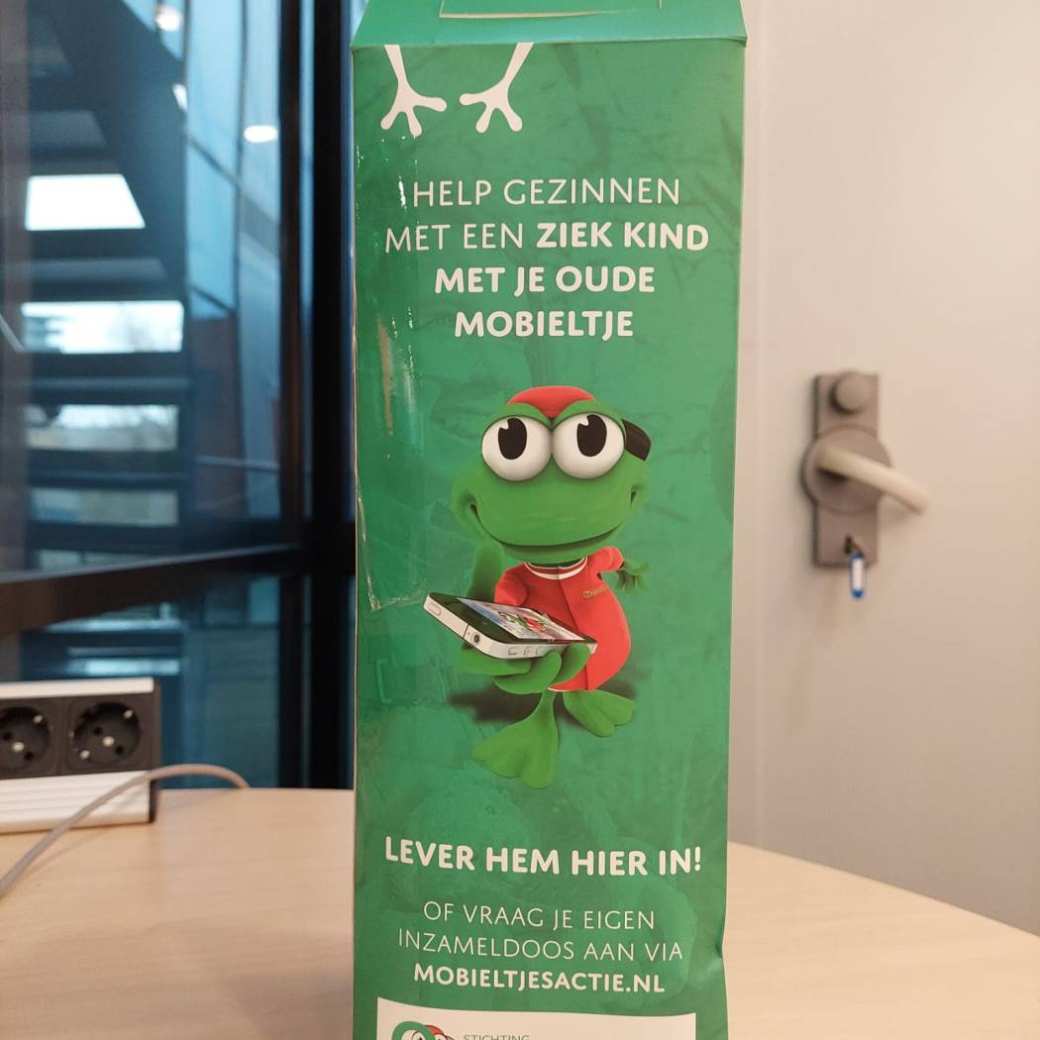 HELP GEZINNEN
MET EEN ZIEK KIND
MET JE OUDE
MOBIELTJE
LEVER HEM HIER IN!
OF VRAAG JE EIGEN
INZAMELDOOS AAN VIA
MOBIELTJESACTIE.NL
STICHTING